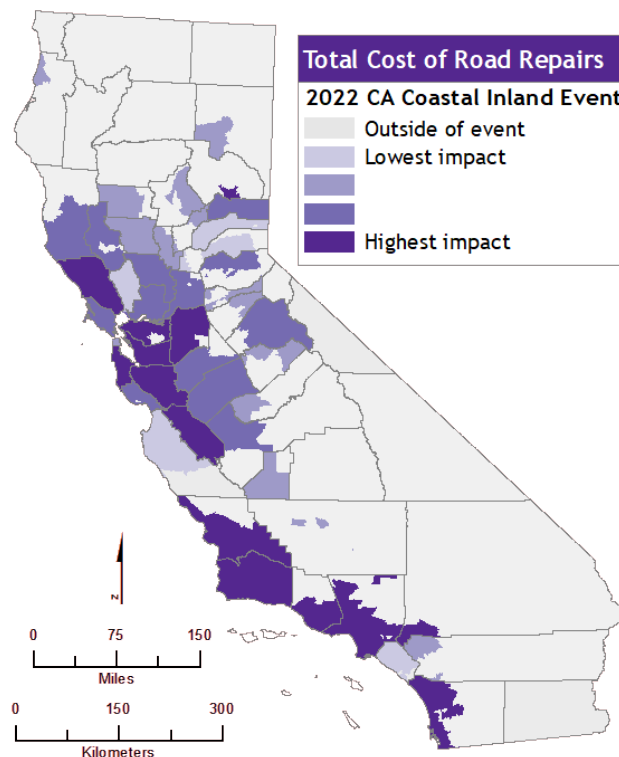 Total Cost of Road Repairs
2022 CA Coastal Inland Event
Outside of event
Lowest impact
Highest impact
N
0 75 150
Miles
0 150 300
Kilometers